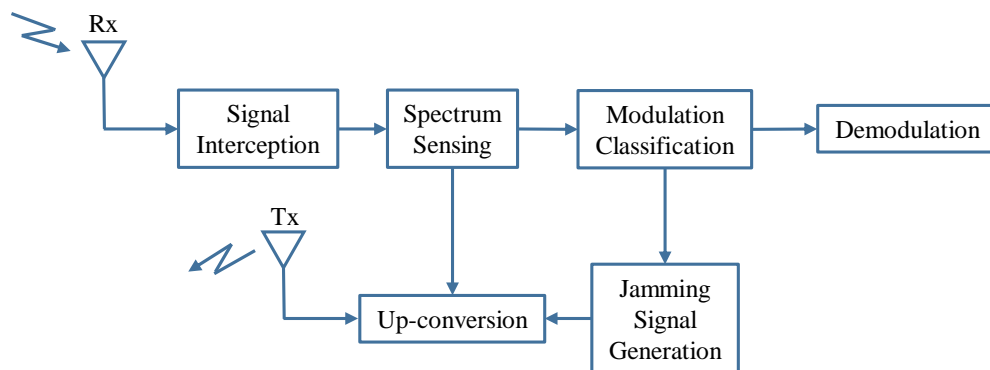 Rx
Signal
Interception
Spectrum
Sensing
Modulation
Classification
Demodulation
Tx
Up-conversion
Jamming
Signal
Generation